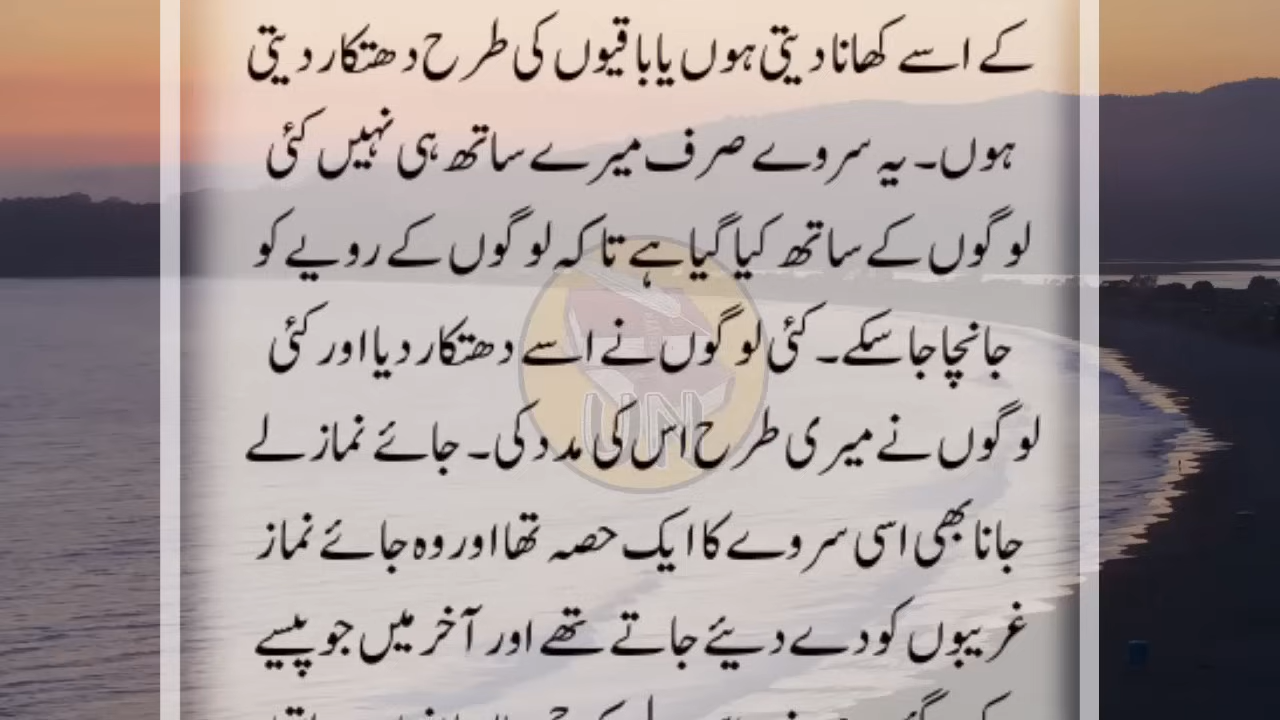 کے اسے کھانا دیتی ہوں یا باقیوں کی طرح دھتکار دیتی
ہوں۔ یہ سروے صرف میرے ساتھ ہی نہیں کئی
لوگوں کے ساتھ کیا گیا ہے تاکہ لوگوں کے رویے کو
جانچا جا سکے۔ کئی لوگوں نے اسے دھتکار دیا اور کئی
لوگوں نے میری طرح اس کی مدد کی۔ جائے نماز لے
جانا بھی اسی سروے کا ایک حصہ تھا اور وہ جائے نماز
غریبوں کو دے دیئے جاتے تھے اور آخر میں جو پیسے
UN